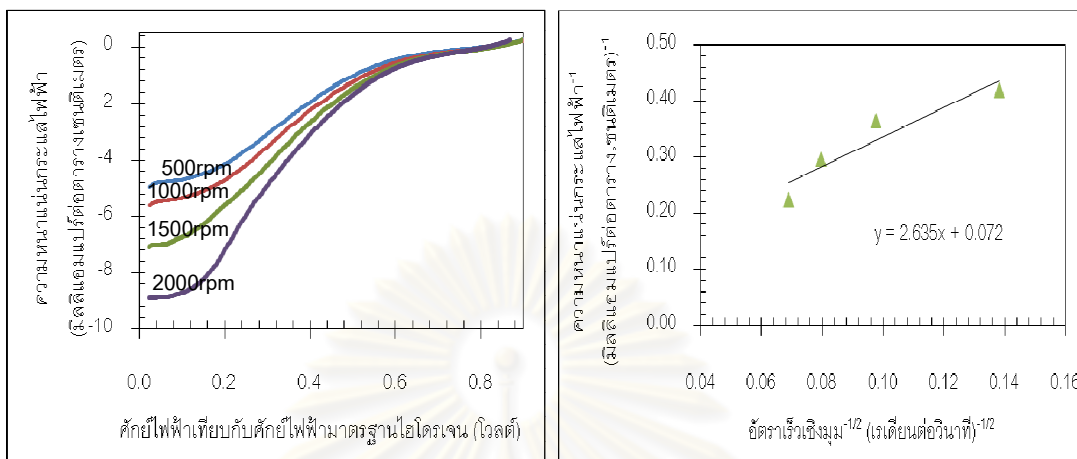 ความหนาแน่นกระแสไฟฟ้า
(มิลลิแอมแปร์ต่อตารางเซนติเมตร)
0
2
-4
-6
-8
-10
500rpm
1000rpm
1500rpm
2000rpm
0.0 0.2 0.4 0.6 0.8
ศักย์ไฟฟ้าเทียบกับศักย์ไฟฟ้ามาตรฐานไฮโดรเจน (โวลต์)
ความหนาแน่นกระแสไฟฟ้า⁻¹
(มิลลิแอมแปร์ต่อตารางเซนติเมตร)⁻¹
0.50
0.40
0.30
0.20
0.10
0.00
y = 2.635x + 0.072
0.04 0.06 0.08 0.10 0.12 0.14 0.16
อัตราเร็วเชิงมุม⁻¹/² (เรเดียนต่อวินาที)⁻¹/²